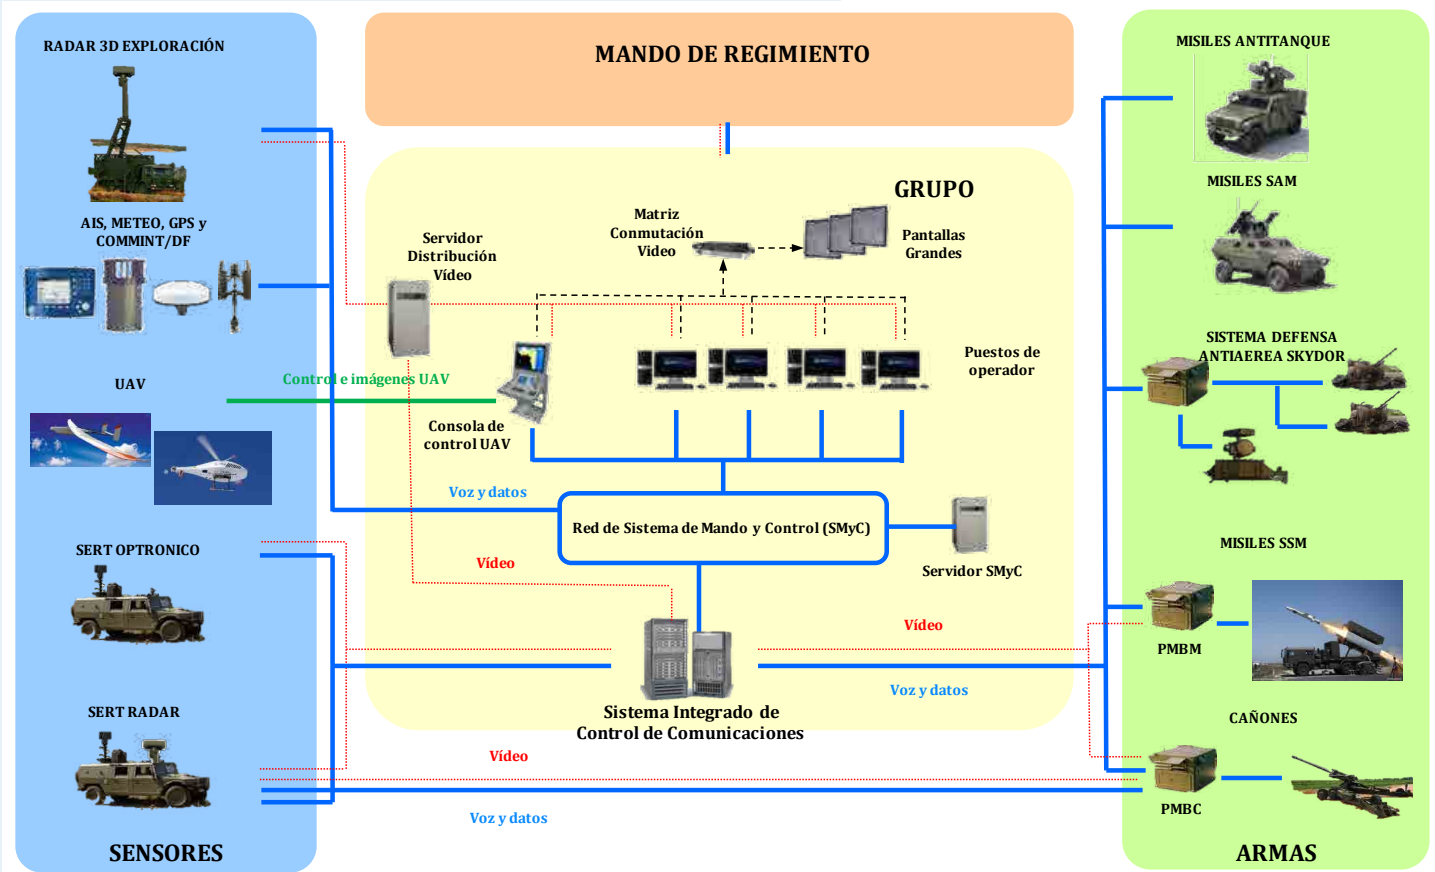 RADAR 3D EXPLORACIÓN
AIS, METEO, GPS y
COMMINT/DF
UAV
SERT OPTRONICO
SERT RADAR
SENSORES
MANDO DE REGIMIENTO
GRUPO
Matriz
Conmutación
Video
Pantallas
Grandes
Servidor
Distribución
Vídeo
Control e imágenes UAV
Consola de
control UAV
Puestos de
operador
Voz y datos
Red de Sistema de Mando y Control (SMyC)
Vídeo
Servidor SMyC
Vídeo
Voz y datos
Sistema Integrado de
Control de Comunicaciones
Vídeo
Voz y datos
MISILES ANTITANQUE
MISILES SAM
SISTEMA DEFENSA
ANTIAEREA SKYDOR
MISILES SSM
PMBM
CAÑONES
PMBC
ARMAS